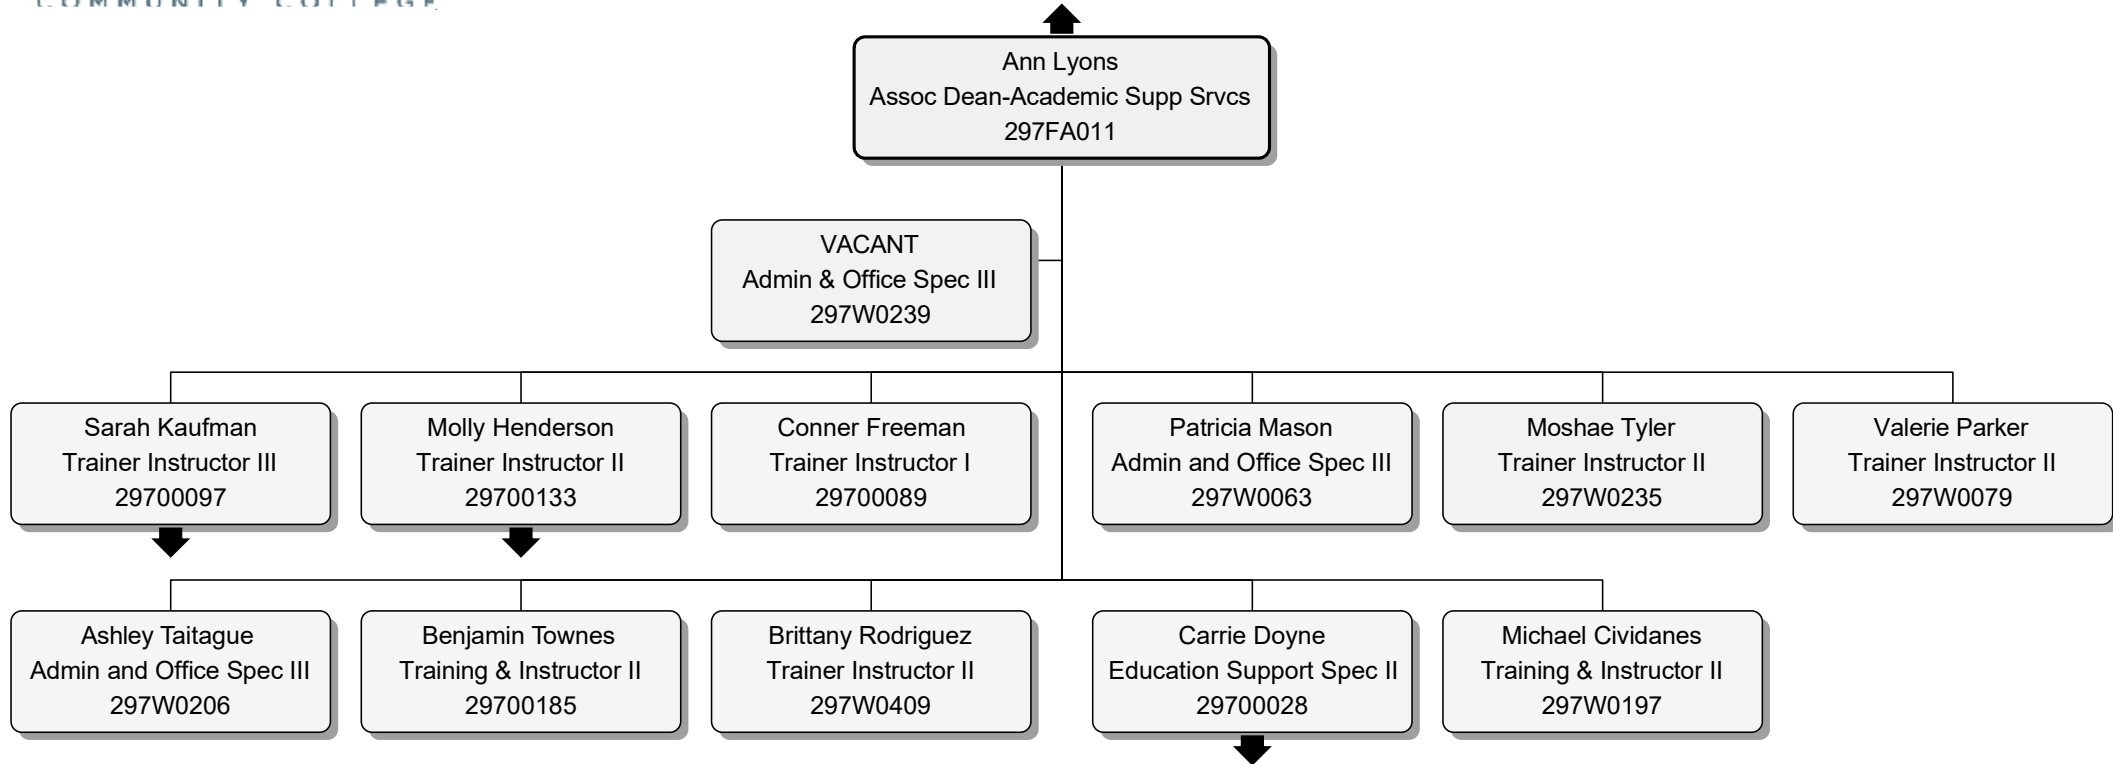 COMMUNITY COLLEGE
Ann Lyons
Assoc Dean-Academic Supp Srvcs
297FA011
VACANT
Admin & Office Spec III
297W0239
Sarah Kaufman
Trainer Instructor III
29700097
Molly Henderson
Trainer Instructor II
29700133
Conner Freeman
Trainer Instructor I
29700089
Patricia Mason
Admin and Office Spec III
297W0063
Moshae Tyler
Trainer Instructor II
297W0235
Valerie Parker
Trainer Instructor II
297W0079
Ashley Taitague
Admin and Office Spec III
297W0206
Benjamin Townes
Training & Instructor II
29700185
Brittany Rodriguez
Trainer Instructor II
297W0409
Carrie Doyne
Education Support Spec II
29700028
Michael Cividanes
Training & Instructor II
297W0197